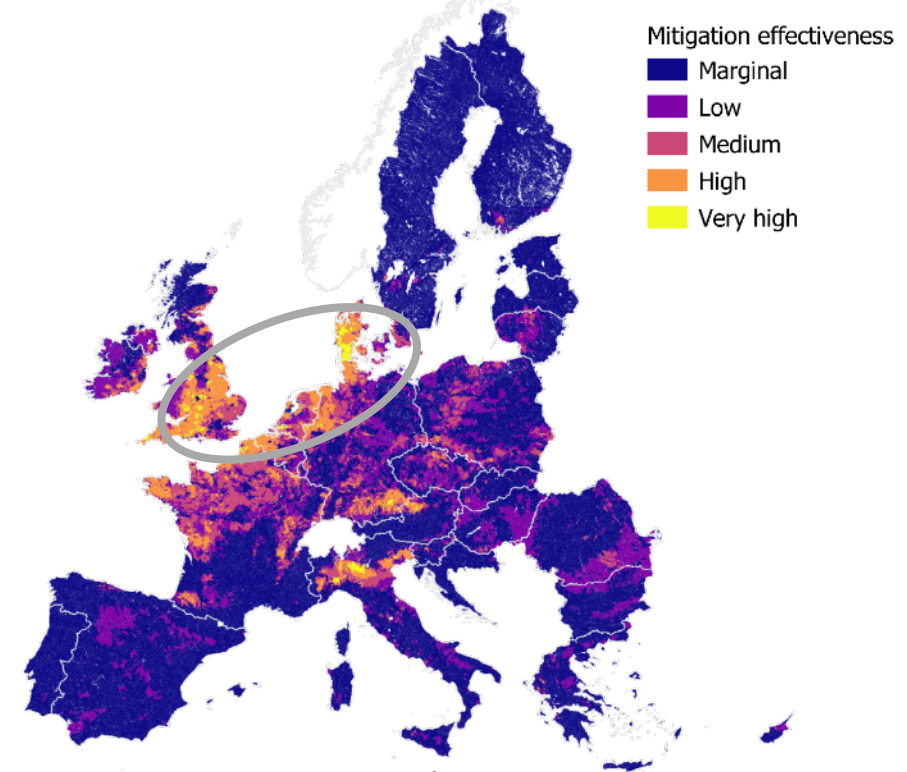 Mitigation effectiveness
Marginal
Low
Medium
High
Very high